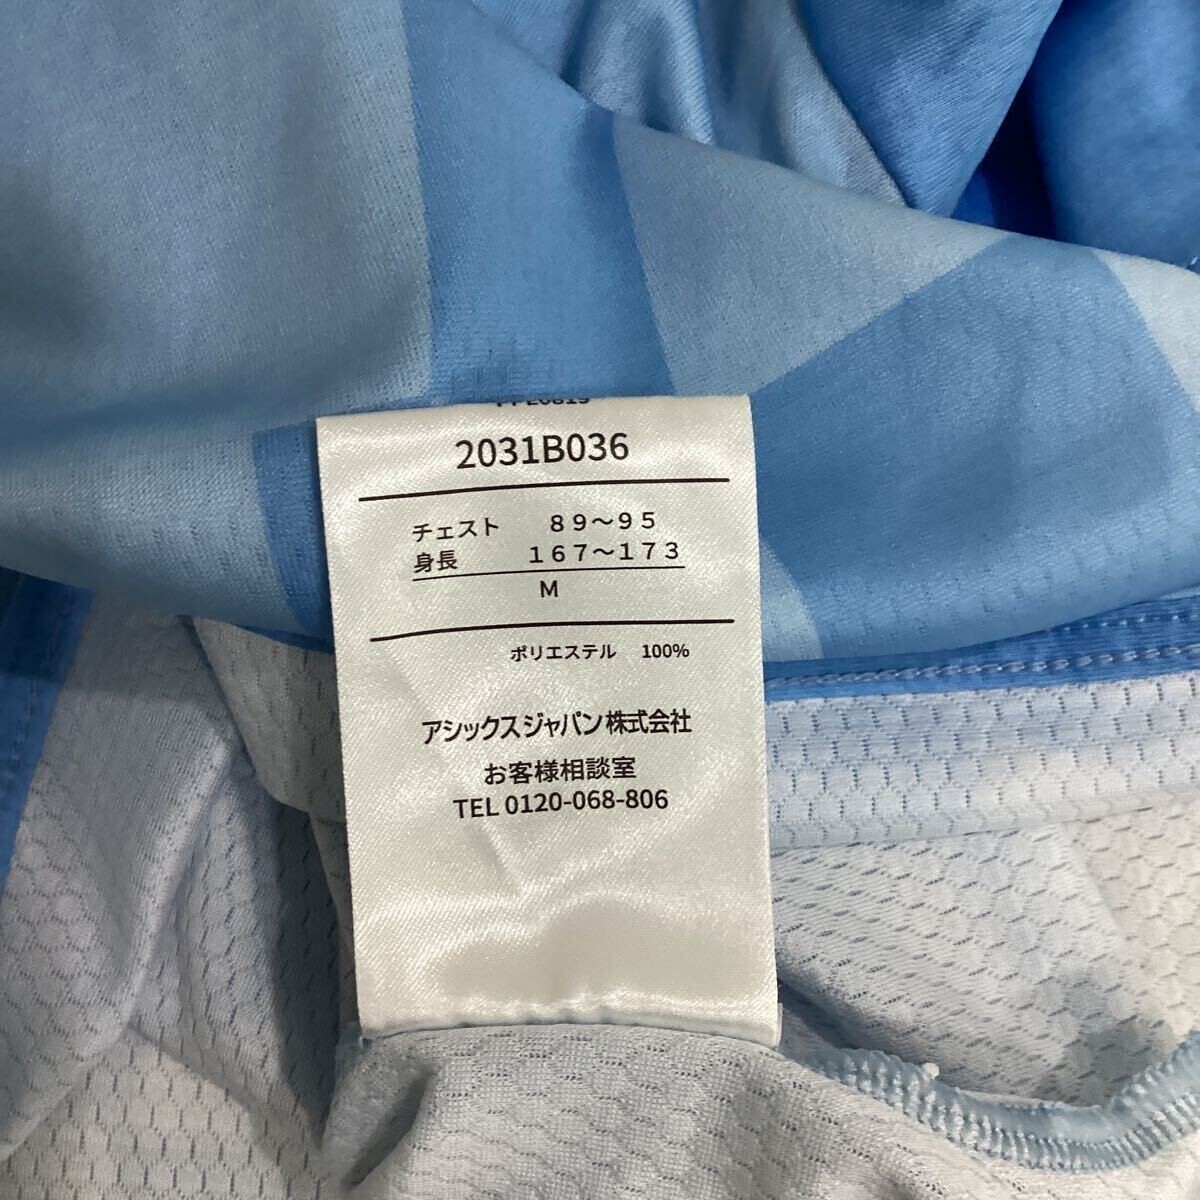 2031B036
チェスト 89〜95
身長 167〜173
M
ポリエステル 100%
アシックスジャパン株式会社
お客様相談室
TEL 0120-068-806